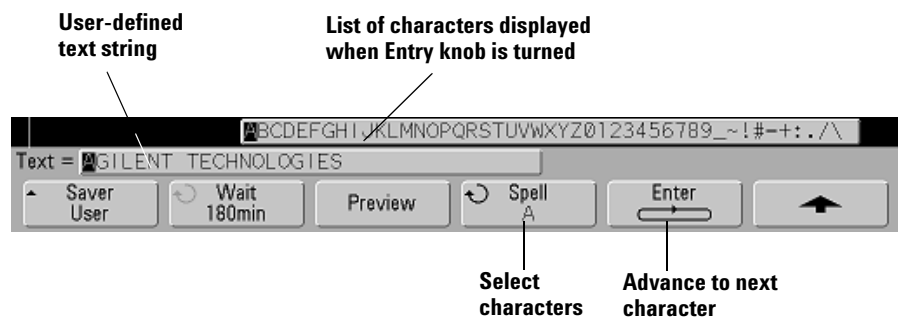 User-defined
text string
List of characters displayed
when Entry knob is turned
ABCDEFGHIJKLMNOPQRSTUVWXYZ0123456789_~!#-+:./\
Text = AGILENT TECHNOLOGIES
Saver
User
Wait
180min
Preview
Spell
A
Enter
Select
characters
Advance to next
character